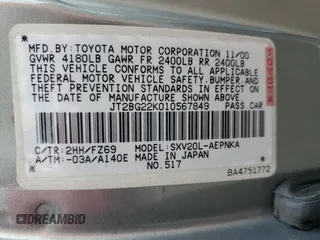 MFD. BY: TOYOTA MOTOR CORPORATION 11/00
GVWR 4180LB GAWR FR 2400LB RR 2400LB
THIS VEHICLE CONFORMS TO ALL APPLICABLE
FEDERAL MOTOR VEHICLE SAFETY, BUMPER, AND
THEFT PREVENTION STANDARDS IN EFFECT ON
THE DATE OF MANUFACTURE SHOWN ABOVE.
JT2BG22K010567849 PASS. CAR
C/TR: 2HH/FZ69 MODEL: SXV20L-AEPNKA
A/TM: -03A/A140E MADE IN JAPAN
NO. 517
BA4751772
CREDAMBID